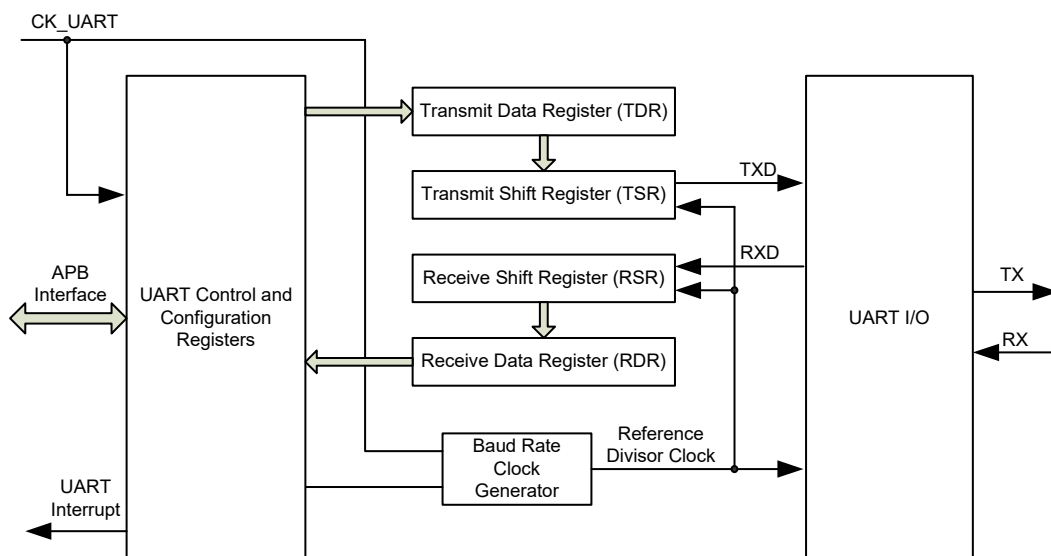 CK_UART
Transmit Data Register (TDR)
TXD
Transmit Shift Register (TSR)
RXD
APB
Interface
UART Control and
Configuration
Registers
Receive Shift Register (RSR)
TX
UART I/O
RX
Receive Data Register (RDR)
Baud Rate
Clock
Generator
Reference
Divisor Clock
UART
Interrupt